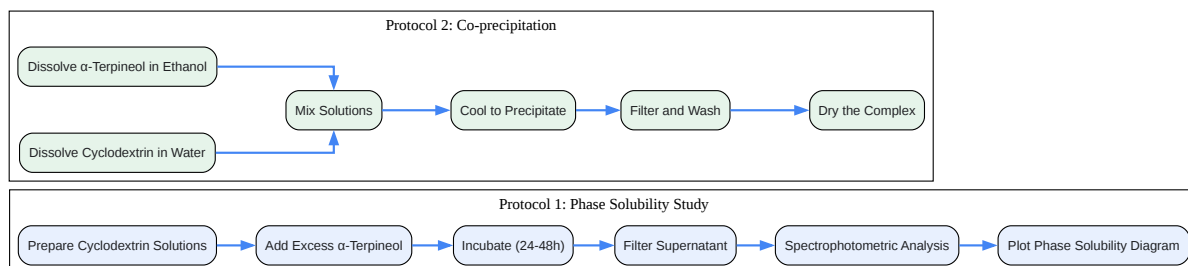 Protocol 2: Co-precipitation
Dissolve α-Terpineol in Ethanol
Dissolve Cyclodextrin in Water
Mix Solutions
Cool to Precipitate
Filter and Wash
Dry the Complex
Protocol 1: Phase Solubility Study
Prepare Cyclodextrin Solutions
Add Excess α-Terpineol
Incubate (24-48h)
Filter Supernatant
Spectrophotometric Analysis
Plot Phase Solubility Diagram